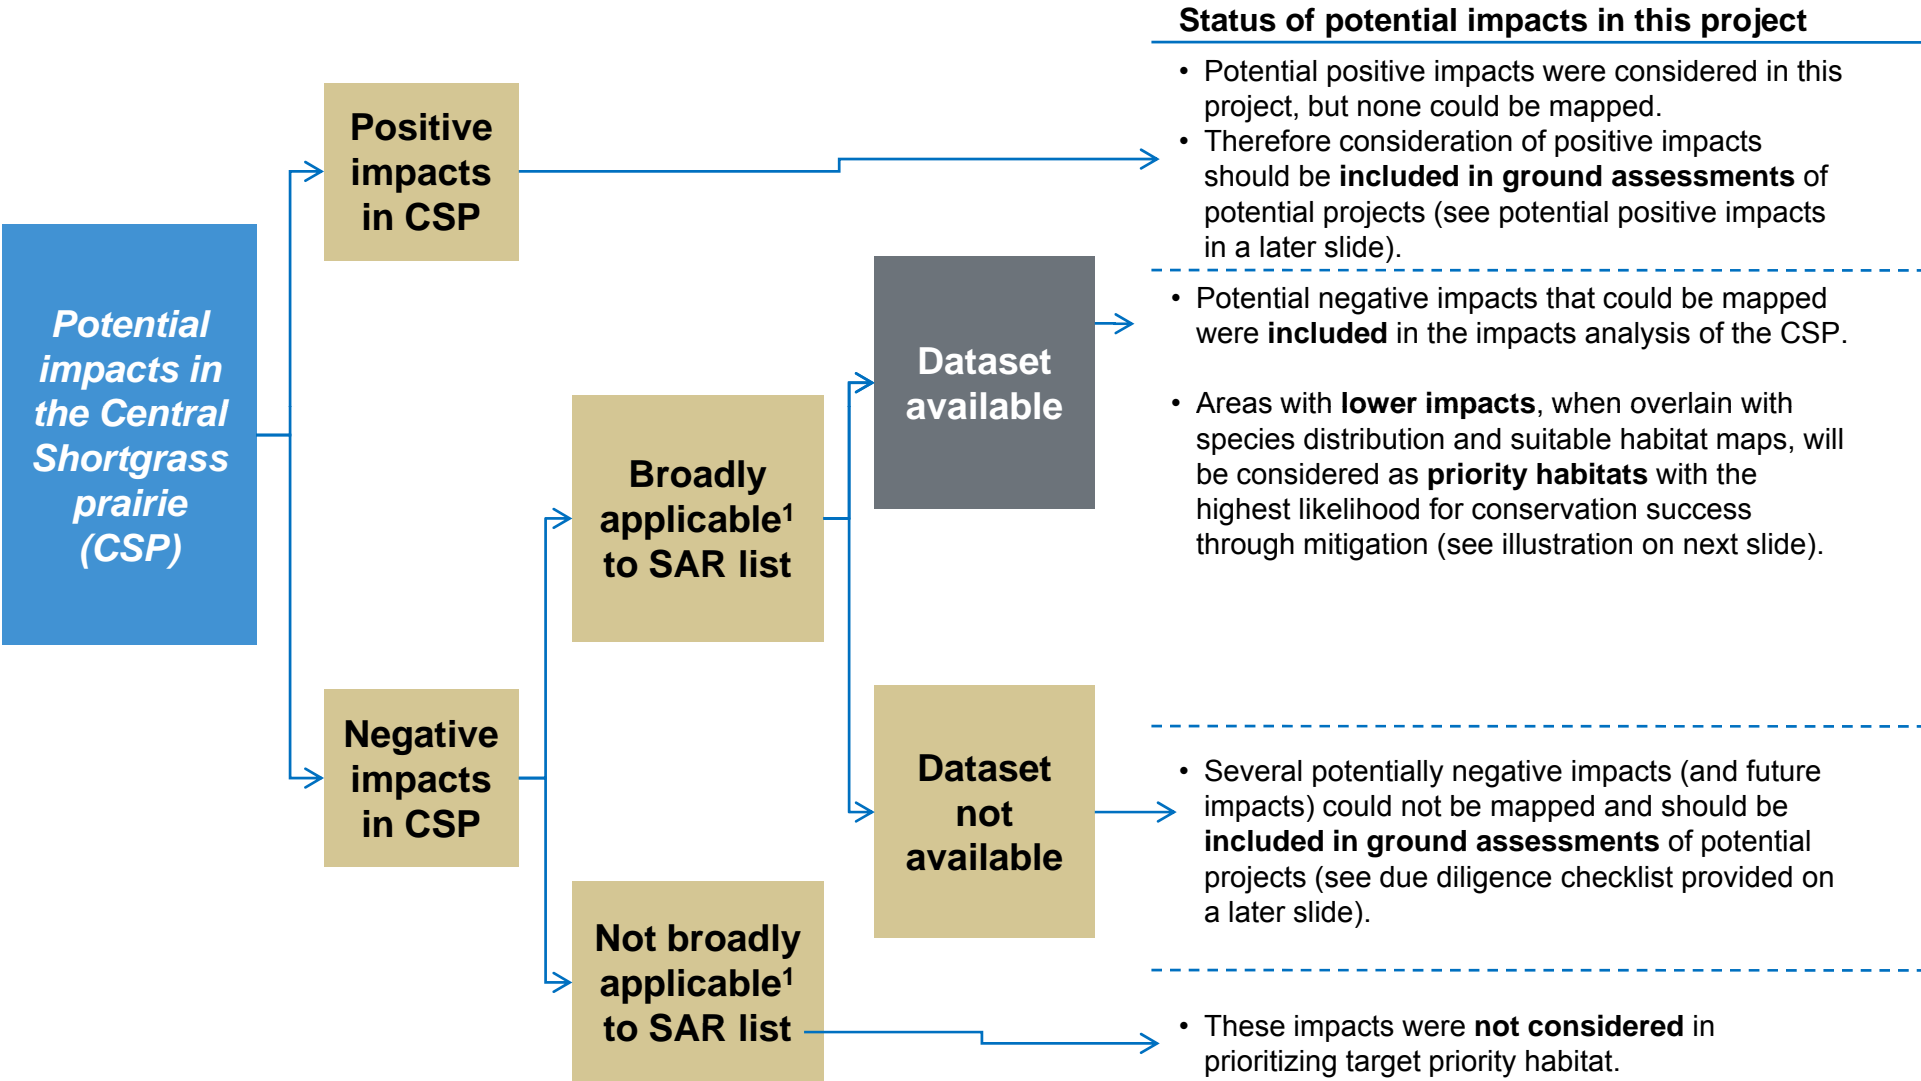 Status of potential impacts in this project
Potential
impacts in
the Central
Shortgrass
prairie
(CSP)
Positive
impacts
in CSP
• Potential positive impacts were considered in this
project, but none could be mapped.
• Therefore consideration of positive impacts
should be included in ground assessments of
potential projects (see potential positive impacts
in a later slide).
Negative
impacts
in CSP
Broadly
applicable¹
to SAR list
Dataset
available
• Potential negative impacts that could be mapped
were included in the impacts analysis of the CSP.
• Areas with lower impacts, when overlain with
species distribution and suitable habitat maps, will
be considered as priority habitats with the
highest likelihood for conservation success
through mitigation (see illustration on next slide).
Dataset
not
available
• Several potentially negative impacts (and future
impacts) could not be mapped and should be
included in ground assessments of potential
projects (see due diligence checklist provided on
a later slide).
Not broadly
applicable¹
to SAR list
• These impacts were not considered in
prioritizing target priority habitat.